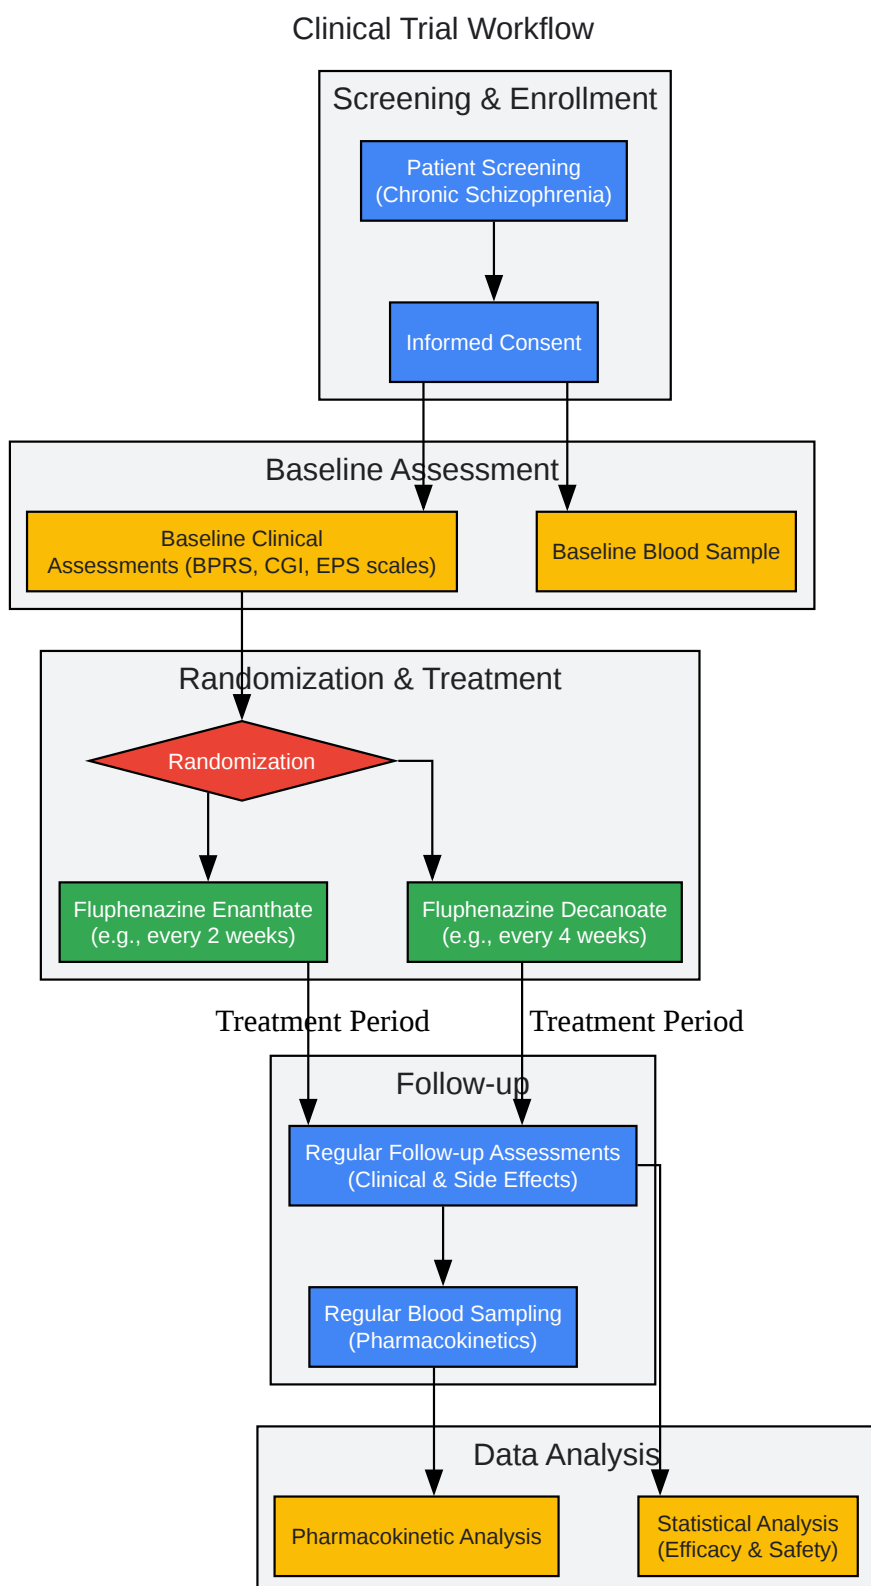 Clinical Trial Workflow
Screening & Enrollment
Patient Screening
(Chronic Schizophrenia)
Informed Consent
Baseline Assessment
Baseline Clinical
Assessments (BPRS, CGI, EPS scales)
Baseline Blood Sample
Randomization & Treatment
Randomization
Fluphenazine Enanthate
(e.g., every 2 weeks)
Fluphenazine Decanoate
(e.g., every 4 weeks)
Treatment Period
Treatment Period
Follow-up
Regular Follow-up Assessments
(Clinical & Side Effects)
Regular Blood Sampling
(Pharmacokinetics)
Data Analysis
Pharmacokinetic Analysis
Statistical Analysis
(Efficacy & Safety)